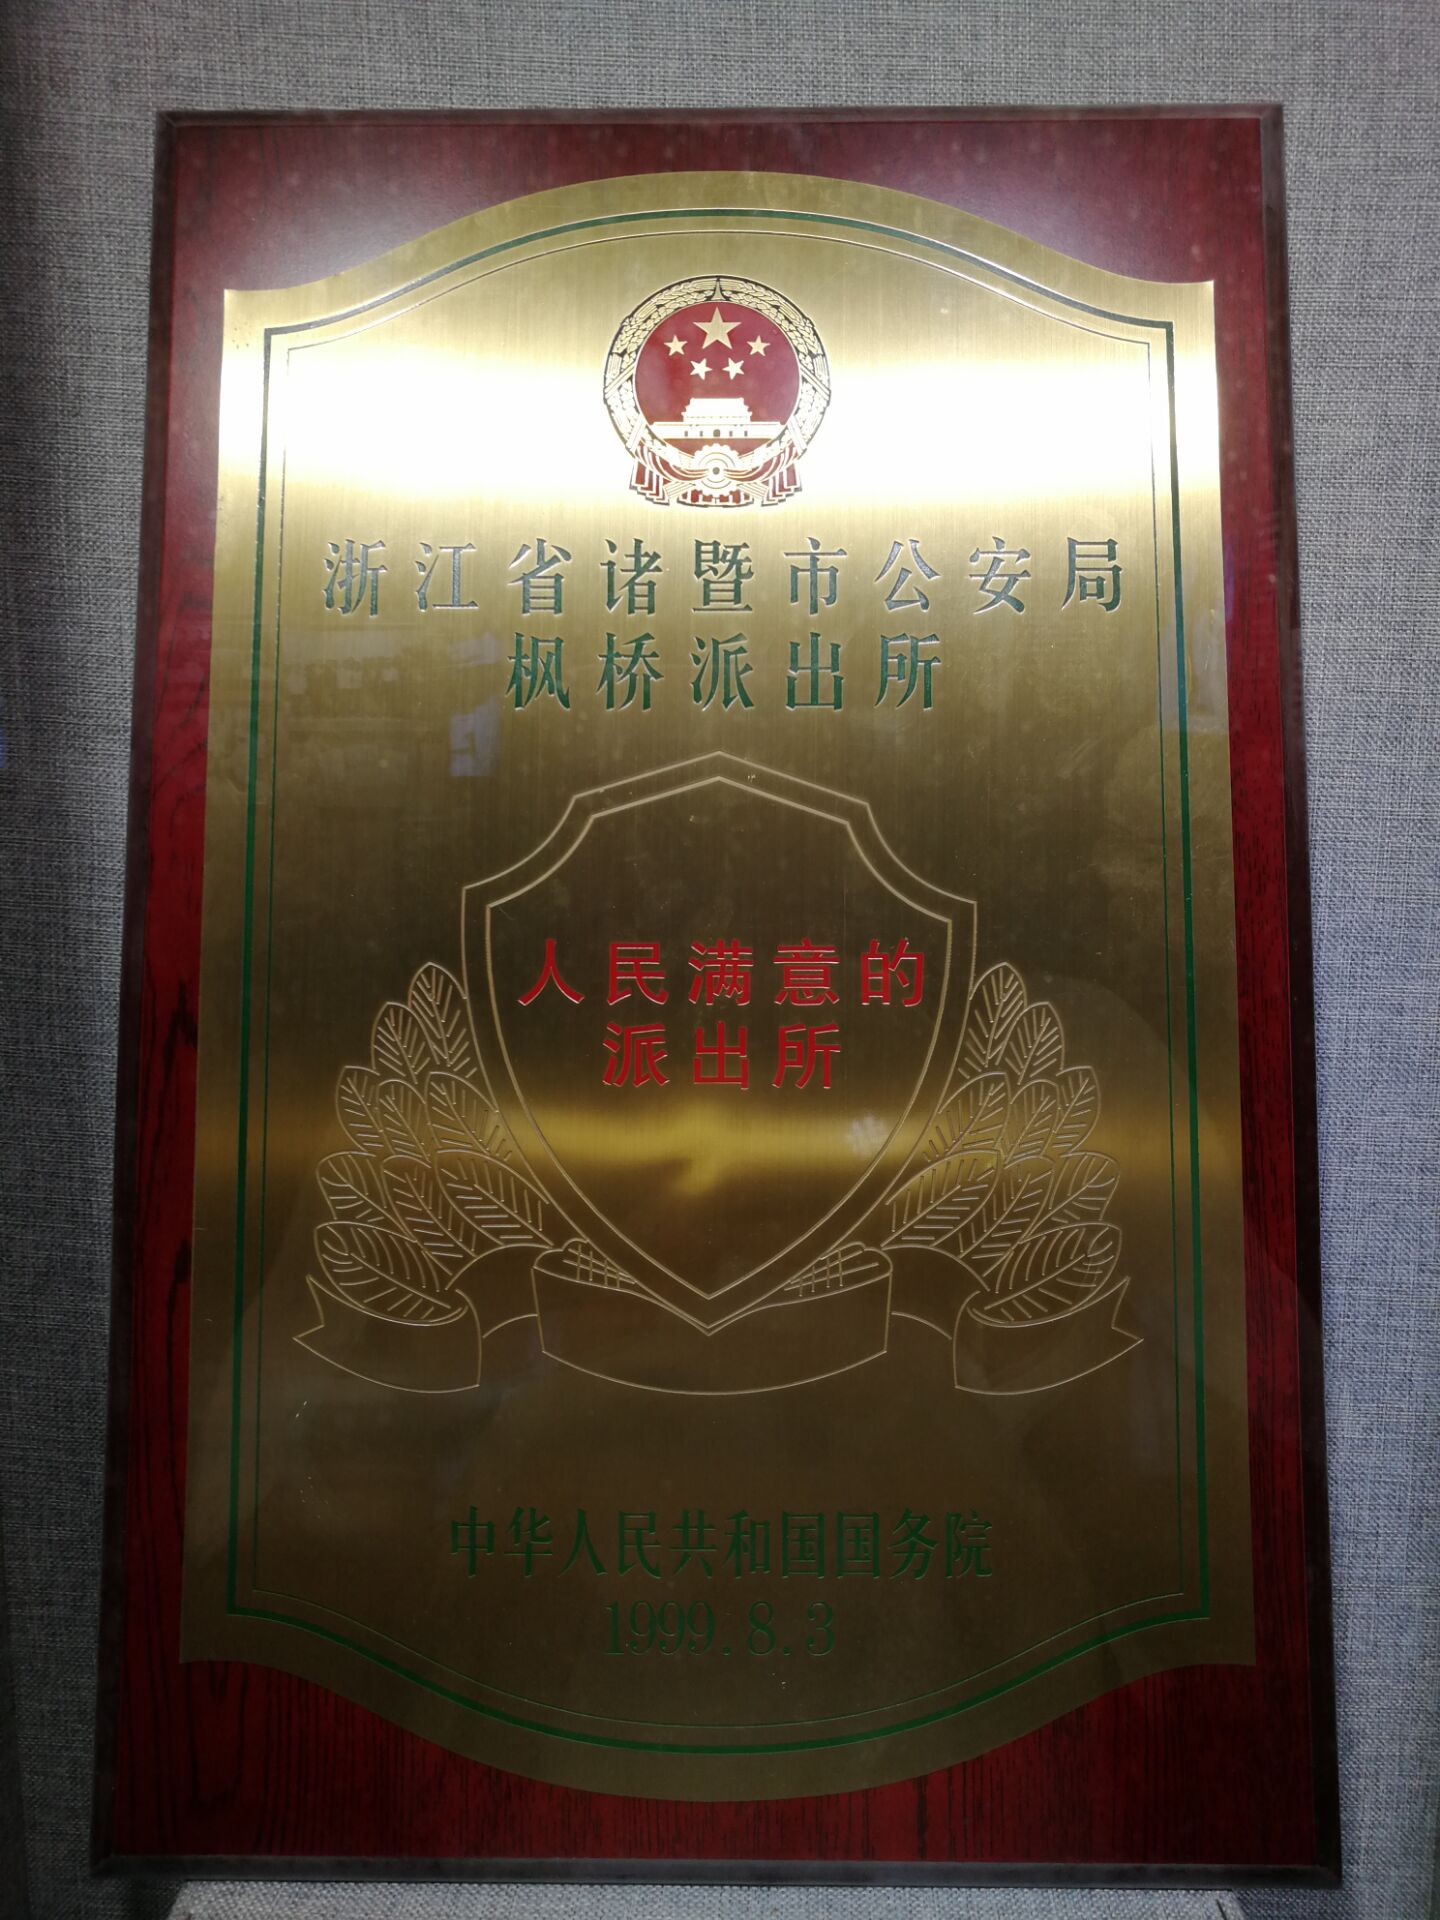 浙江省诸暨市公安局
枫桥派出所
人民满意的
派出所
中华人民共和国国务院
1999.8.3